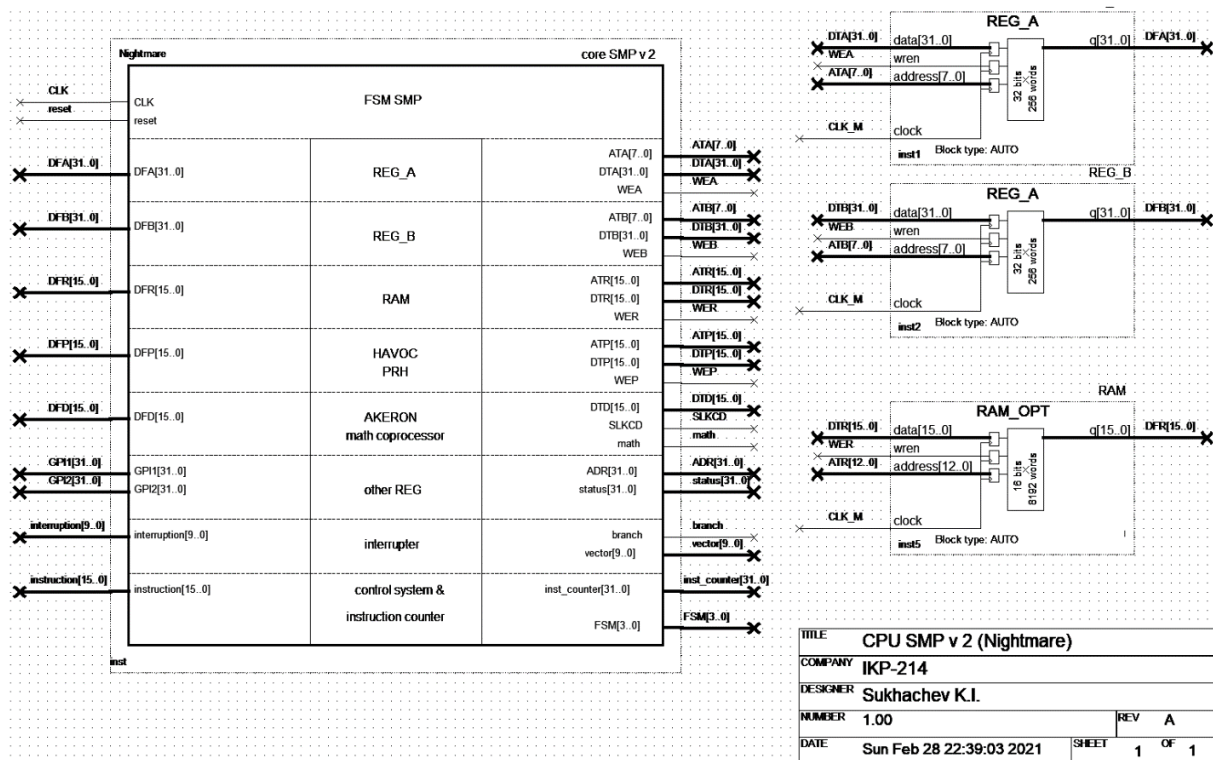 Nightmare
core SMP v 2
CLK
CLK
FSM SMP
reset
reset
DFA[31..0]
DFA[31..0]
REG_A
ATA[7..0]
ATA[7..0]
DTA[31..0]
DTA[31..0]
WEA
WEA
DFB[31..0]
DFB[31..0]
REG_B
ATB[7..0]
ATB[7..0]
DTB[31..0]
DTB[31..0]
WEB
WEB
DFR[15..0]
DFR[15..0]
RAM
ATR[15..0]
ATR[15..0]
DTR[15..0]
DTR[15..0]
WER
WER
DFP[15..0]
DFP[15..0]
HAVOC
PRH
ATP[15..0]
ATP[15..0]
DTP[15..0]
DTP[15..0]
WEP
WEP
DFD[15..0]
DFD[15..0]
AKERON
math coprocessor
DTD[15..0]
DTD[15..0]
SLKCD
SLKCD
math
math
GPI1[31..0]
GPI1[31..0]
GPI2[31..0]
GPI2[31..0]
other REG
ADR[31..0]
ADR[31..0]
status[31..0]
status[31..0]
interruption[9..0]
interruption[9..0]
interrupter
branch
branch
vector[9..0]
vector[9..0]
instruction[15..0]
instruction[15..0]
control system &
instruction counter
inst_counter[31..0]
inst_counter[31..0]
FSM[3..0]
FSM[3..0]
inst
REG_A
DTA[31..0]
data[31..0]
q[31..0]
DFA[31..0]
WEA
wren
ATA[7..0]
address[7..0]
32 bits
256 words
CLK_M
clock
inst1
Block type: AUTO
REG_B
REG_A
DTB[31..0]
data[31..0]
q[31..0]
DFB[31..0]
WEB
wren
ATB[7..0]
address[7..0]
32 bits
256 words
CLK_M
clock
inst2
Block type: AUTO
RAM
RAM_OPT
DTR[15..0]
data[15..0]
q[15..0]
DFR[15..0]
WER
wren
ATR[12..0]
address[12..0]
16 bits
8192 words
CLK_M
clock
inst5
Block type: AUTO
TITLE CPU SMP v 2 (Nightmare)
COMPANY IKP-214
DESIGNER Sukhachev K.I.
NUMBER 1.00 REV A
DATE Sun Feb 28 22:39:03 2021 SHEET 1 OF 1